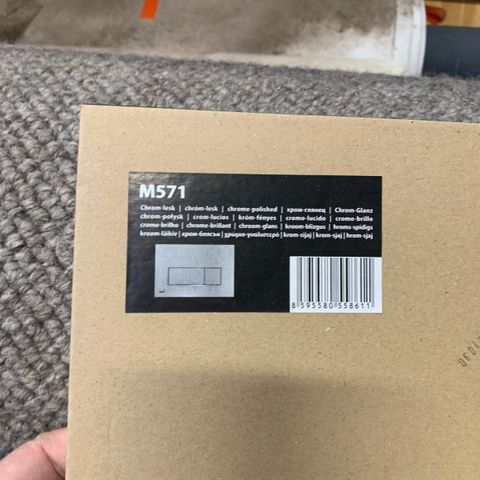 M571
Chrom-lesk | chróm-lesk | chrome-polished | хром-глянец | Chrom-Glanz
chrom-połysk | crom-lucios | króm-fényes | cromo-lucido | cromo-brillo
cromo-brilho | chrome-brillant | chroom-glans | kroom-blizgus | hroms-spīdīgs
kroom-läikiv | хром-блясък | χρωμιο-γυαλιστερό | krom-sijaj | krom-sjaj | hrom-sjaj
8 595580 558611